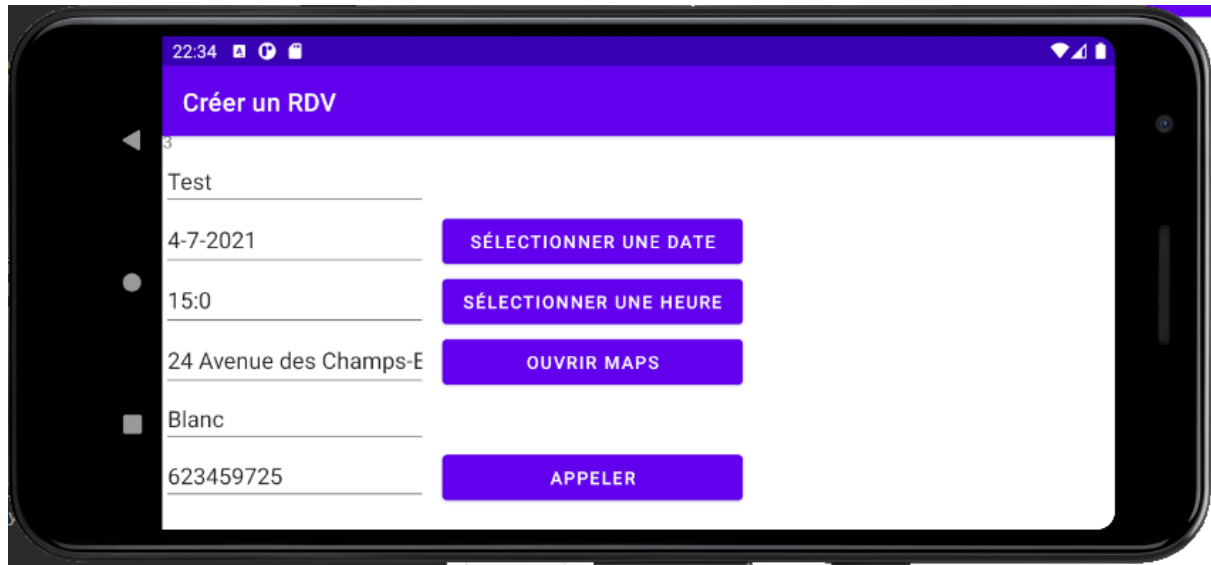 22:34
Créer un RDV
3
Test
4-7-2021 SÉLECTIONNER UNE DATE
15:0 SÉLECTIONNER UNE HEURE
24 Avenue des Champs-E OUVRIR MAPS
Blanc
623459725 APPELER